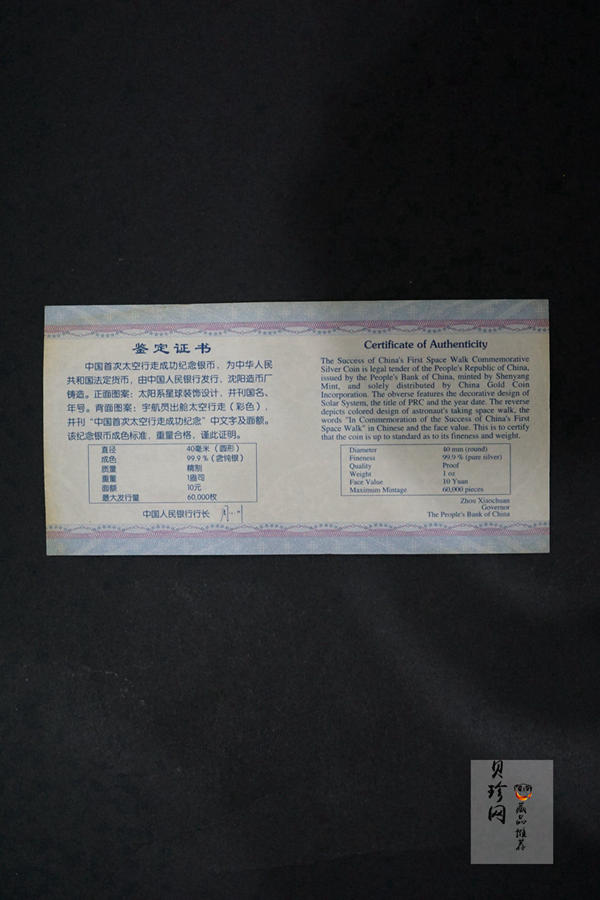 鉴定证书
中国首次太空行走成功纪念银币，为中华人民
共和国法定货币，由中国人民银行发行，沈阳造币厂
铸造。正面图案：太阳系星球装饰设计，并刊国名、
年号。背面图案：宇航员出舱太空行走（彩色），
并刊“中国首次太空行走成功纪念”中文字及面额。
该纪念银币成色标准，重量合格，谨此证明。
直径 40毫米（圆形）
成色 99.9％（含纯银）
质量 精制
重量 1盎司
面额 10元
最大发行量 60,000枚
中国人民银行行长
Certificate of Authenticity
The Success of China's First Space Walk Commemorative
Silver Coin is legal tender of the People's Republic of China,
issued by the People's Bank of China, minted by Shenyang
Mint, and solely distributed by China Gold Coin
Incorporation. The obverse features the decorative design of
Solar System, the title of PRC and the year date. The reverse
depicts colored design of astronaut's taking space walk, the
words "In Commemoration of the Success of China's First
Space Walk" in Chinese and the face value. This is to certify
that the coin is up to standard as to its fineness and weight.
Diameter 40 mm (round)
Fineness 99.9 % (pure silver)
Quality Proof
Weight 1 oz
Face Value 10 Yuan
Maximum Mintage 60,000 pieces
Zhou Xiaochuan
Governor
The People's Bank of China
贝珍网
藏品推荐